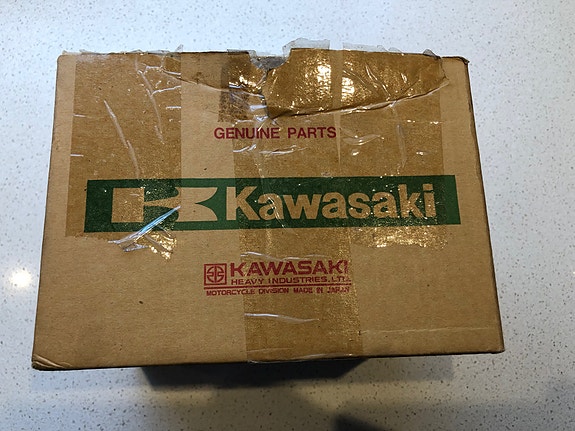 GENUINE PARTS
Kawasaki
KAWASAKI
HEAVY INDUSTRIES, LTD.
MOTORCYCLE DIVISION MADE IN JAPAN